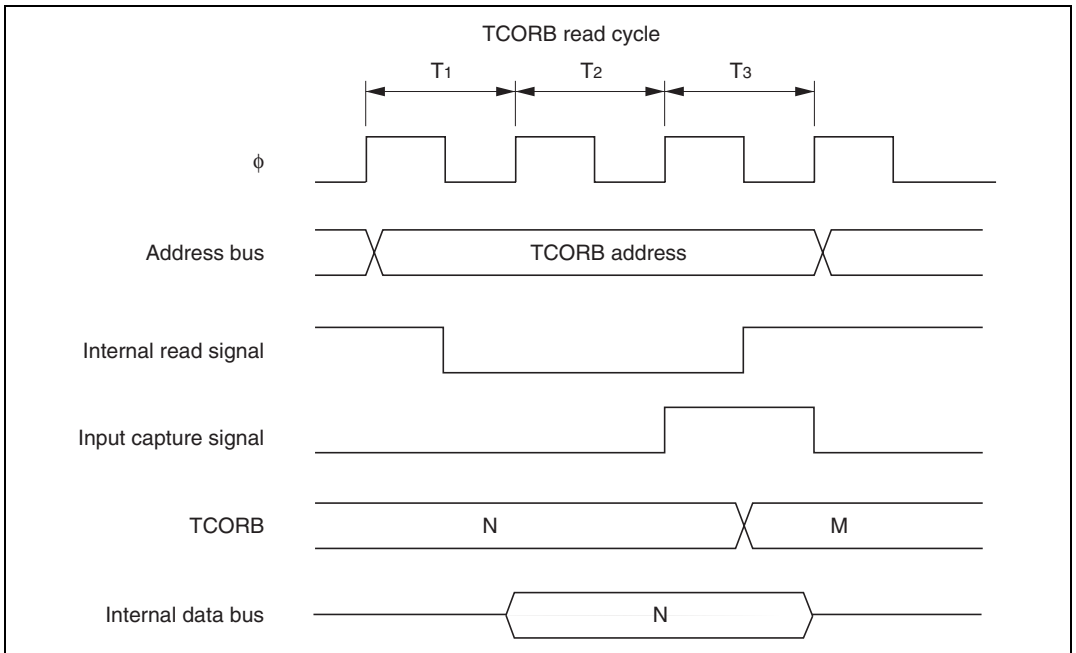 TCORB read cycle
T1 T2 T3
φ
Address bus TCORB address
Internal read signal
Input capture signal
TCORB N M
Internal data bus N